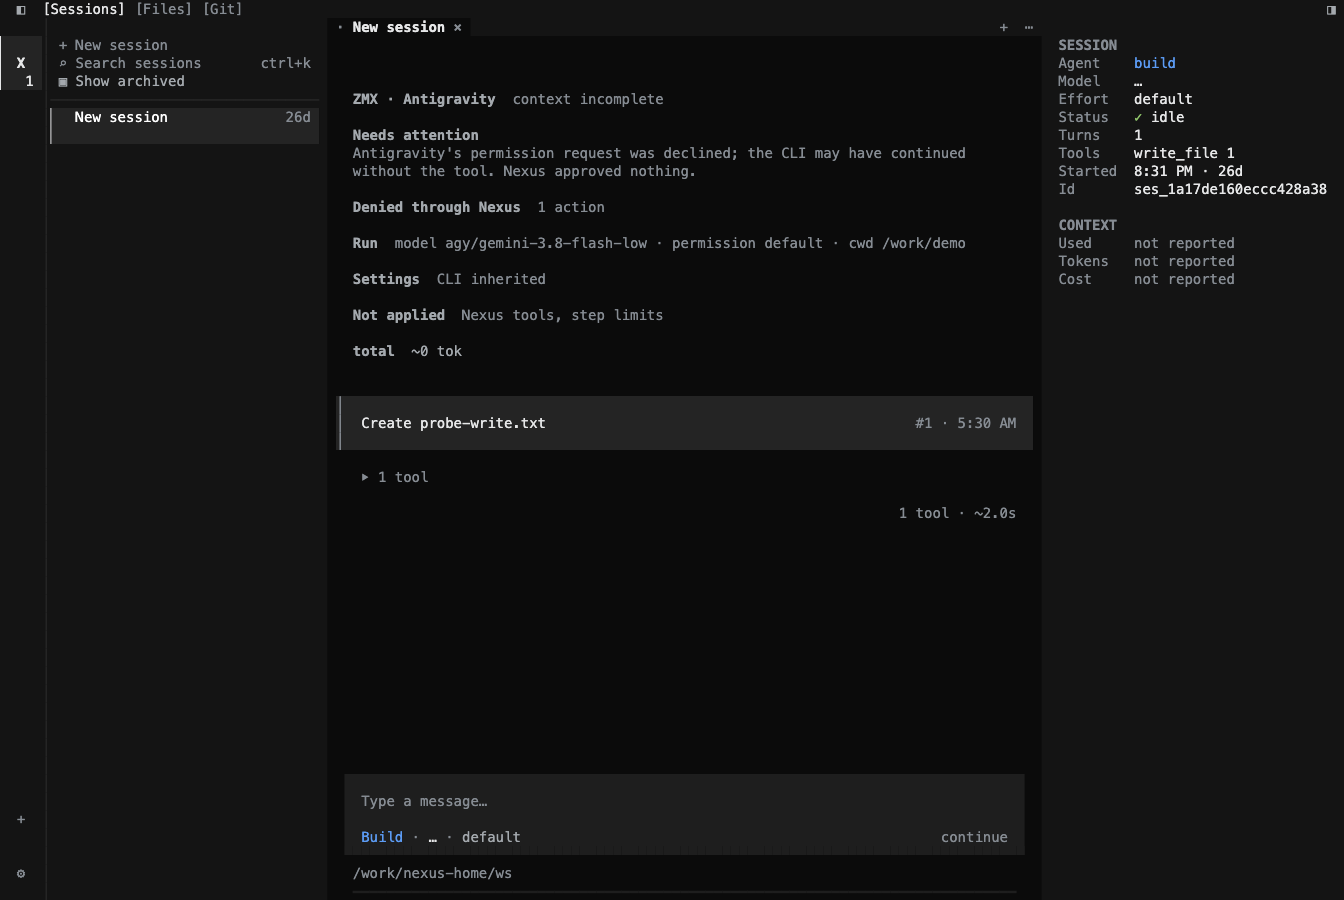 [Sessions] [Files] [Git]
X
1
+ New session
Search sessions ctrl+k
Show archived
New session 26d
· New session ×
+ ⋯
ZMX · Antigravity context incomplete
Needs attention
Antigravity's permission request was declined; the CLI may have continued
without the tool. Nexus approved nothing.
Denied through Nexus 1 action
Run model agy/gemini-3.8-flash-low · permission default · cwd /work/demo
Settings CLI inherited
Not applied Nexus tools, step limits
total ~0 tok
Create probe-write.txt #1 · 5:30 AM
▸ 1 tool
1 tool · ~2.0s
Type a message…
Build · … · default continue
/work/nexus-home/ws
SESSION
Agent build
Model …
Effort default
Status ✓ idle
Turns 1
Tools write_file 1
Started 8:31 PM · 26d
Id ses_1a17de160eccc428a38
CONTEXT
Used not reported
Tokens not reported
Cost not reported
+